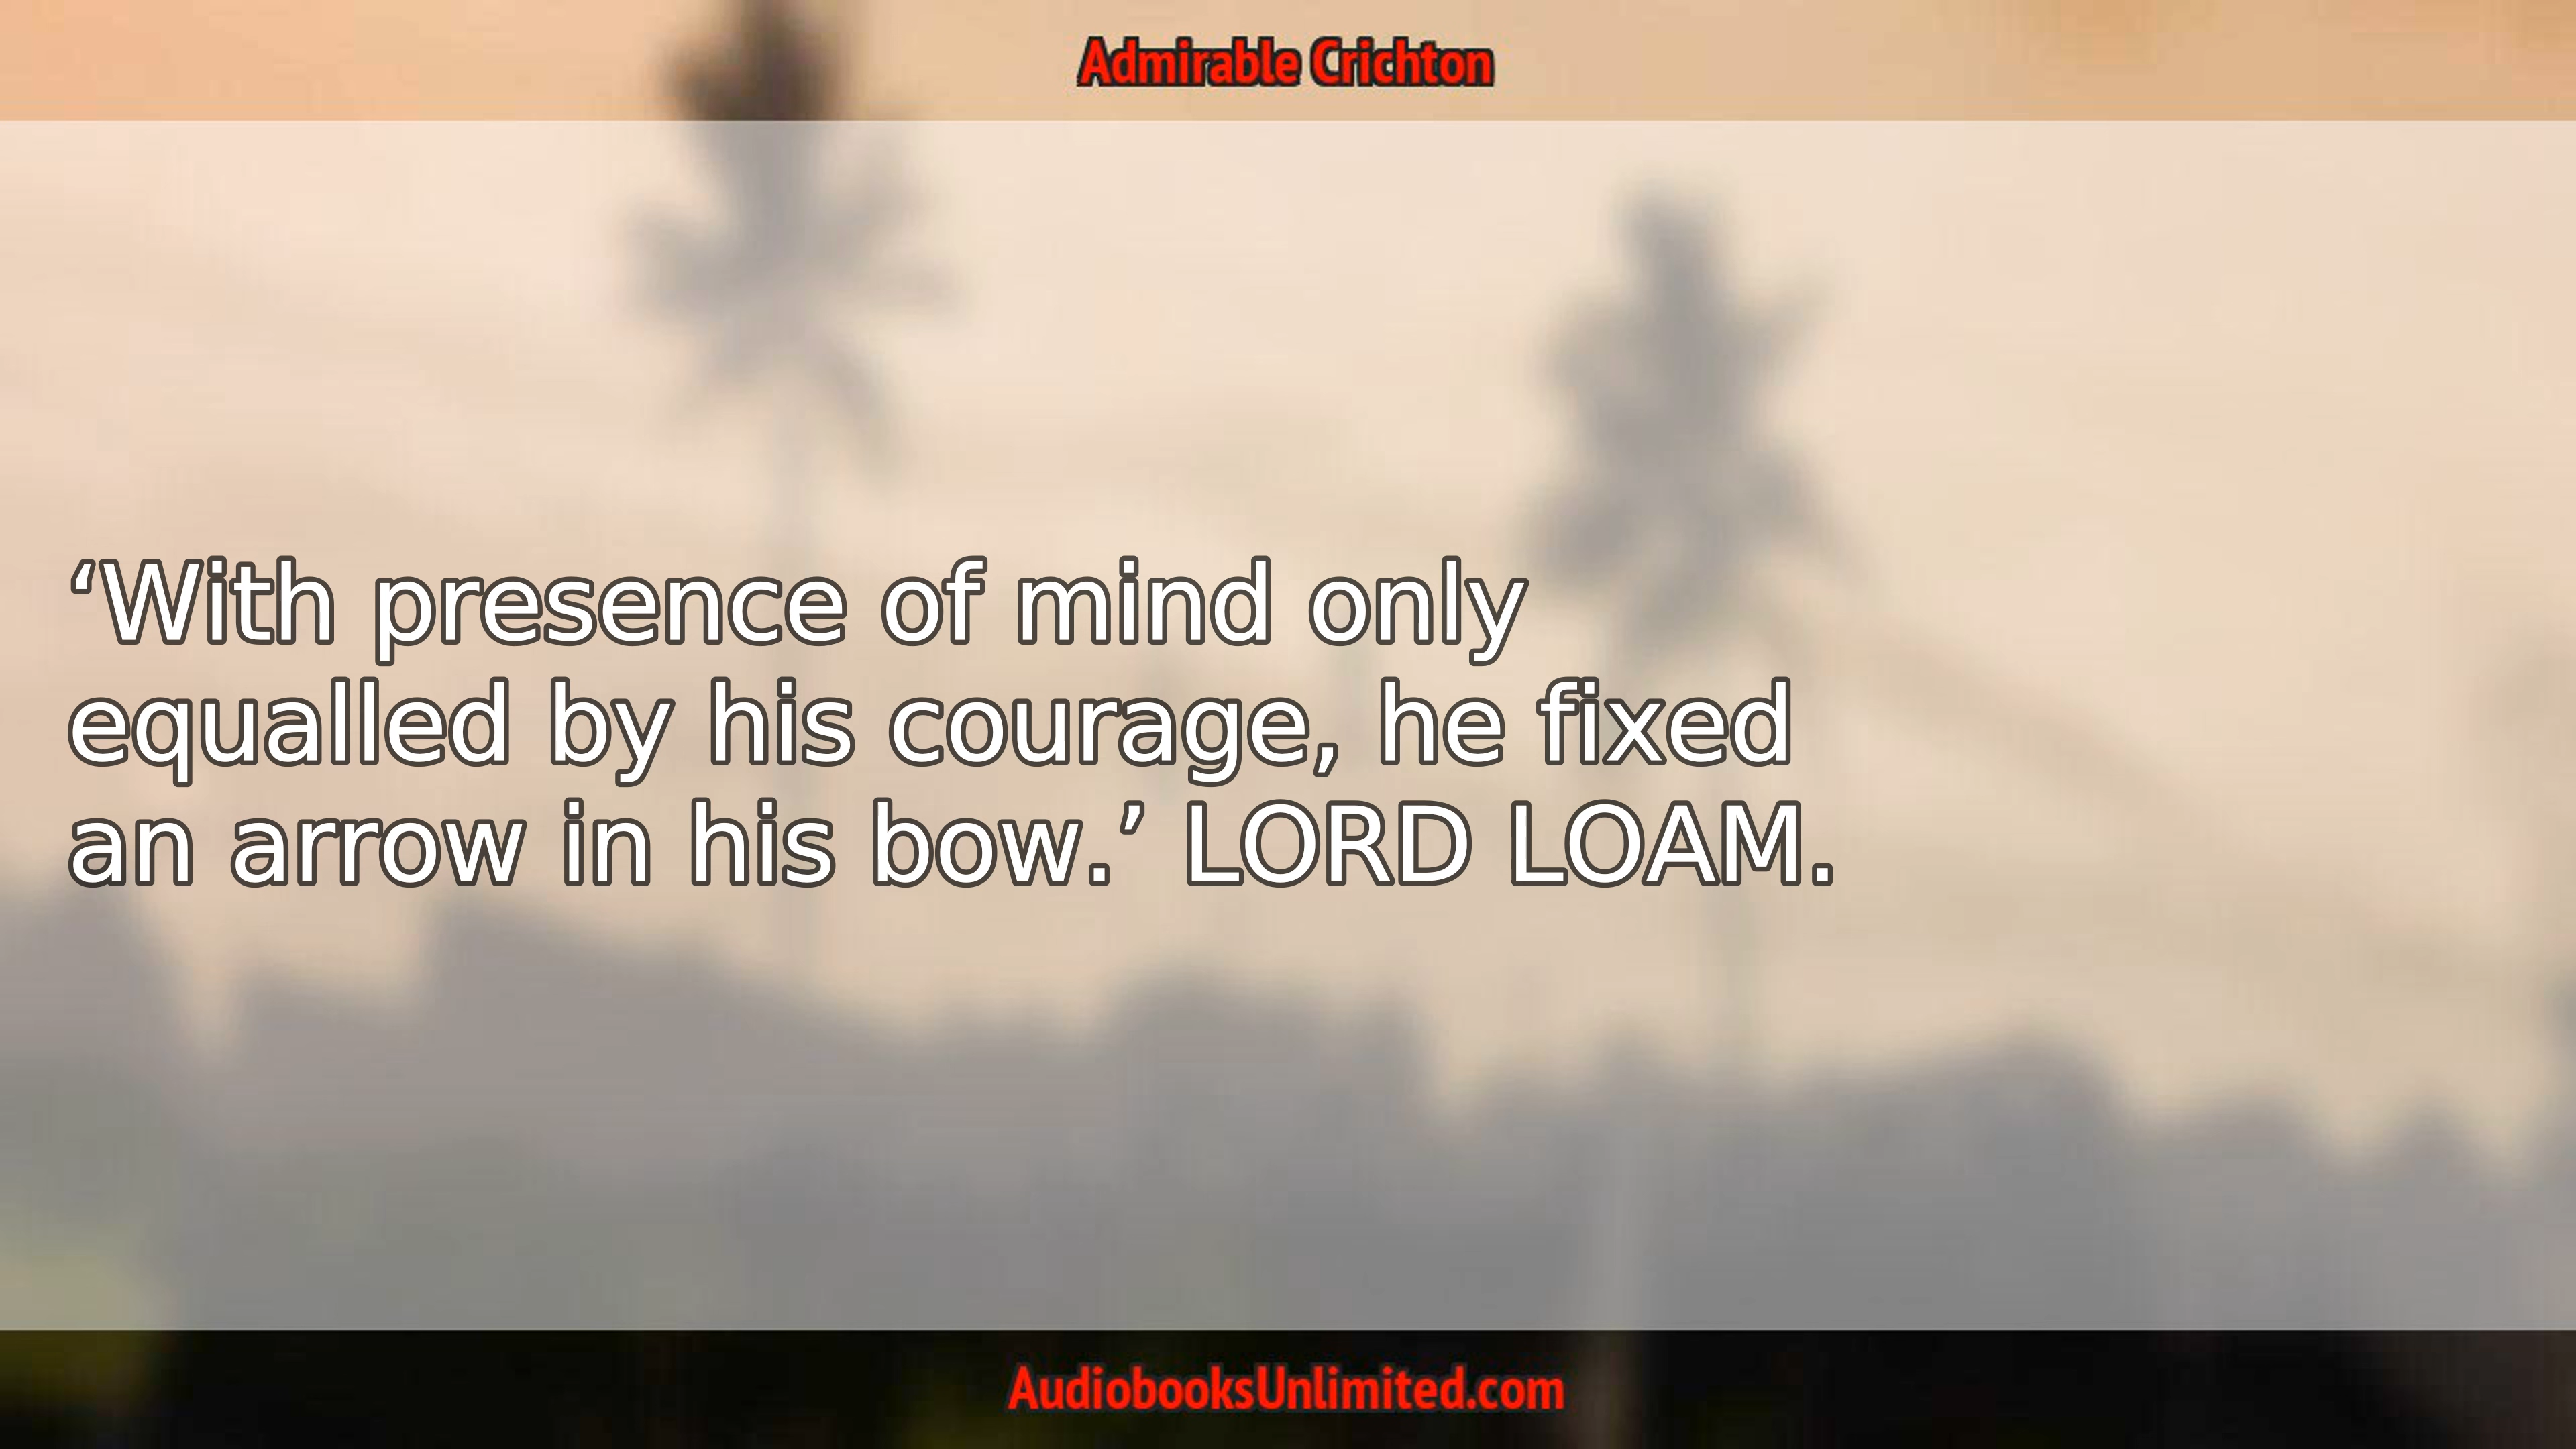 Admirable Crichton
‘With presence of mind only
equalled by his courage, he fixed
an arrow in his bow.’ LORD LOAM.
AudiobooksUnlimited.com